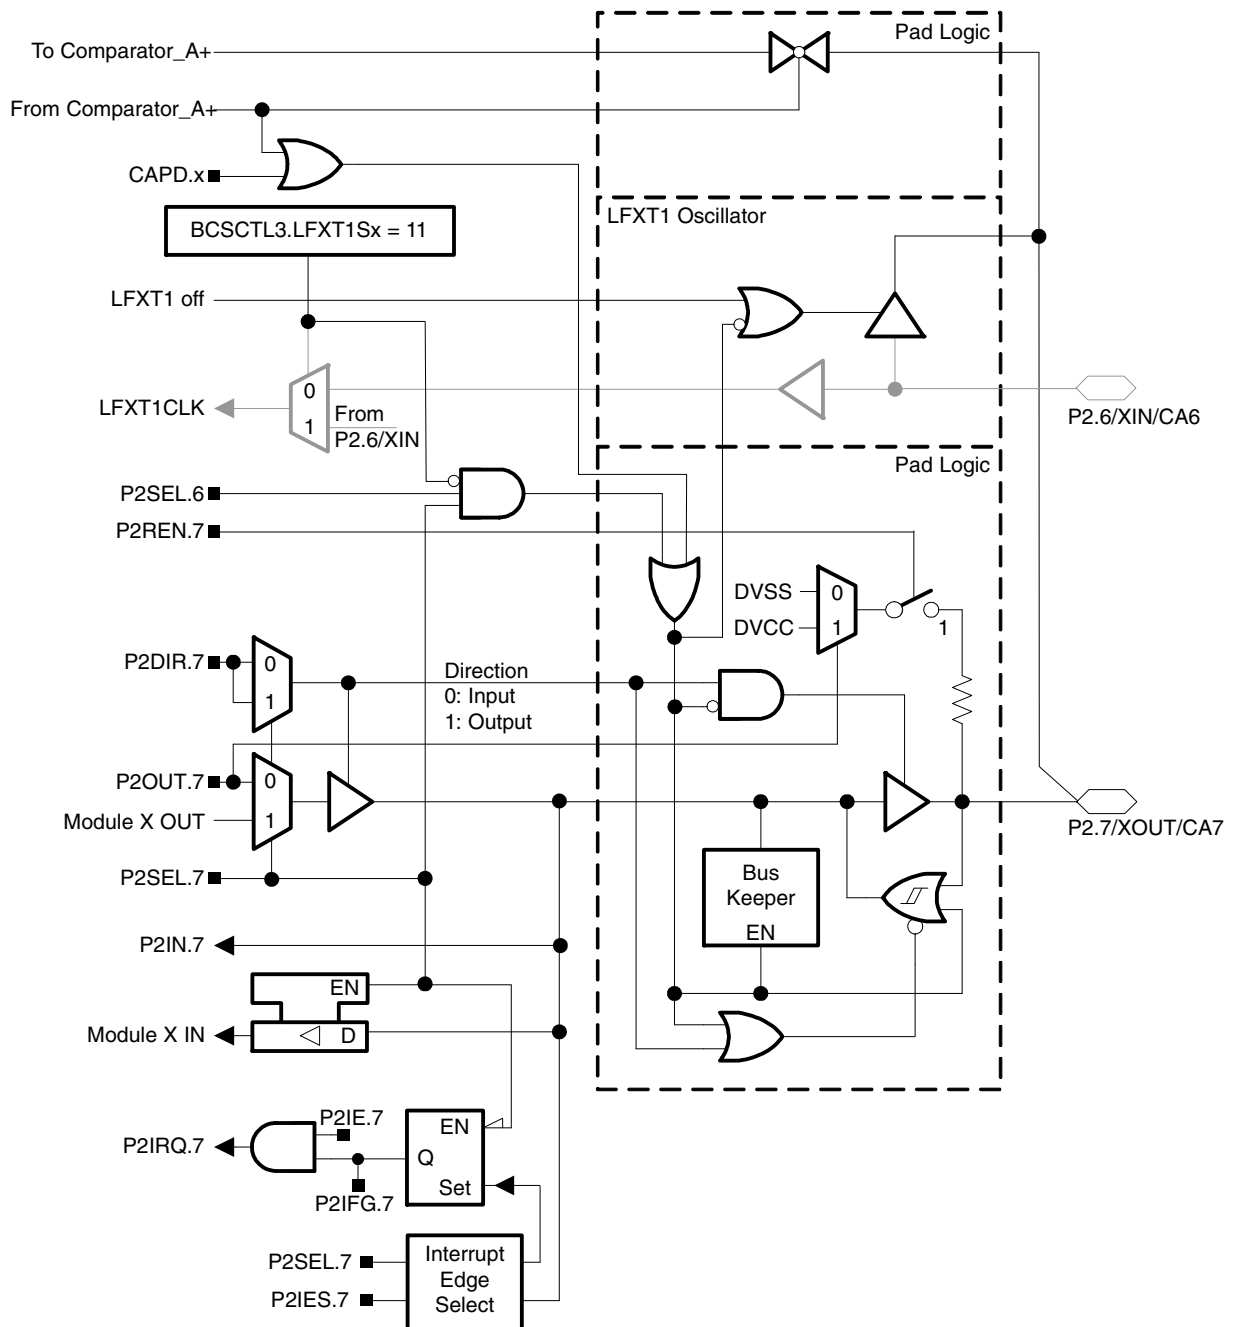 Pad Logic
To Comparator_A+
From Comparator_A+
CAPD.x
LFXT1 Oscillator
BCSCTL3.LFXT1Sx = 11
LFXT1 off
0
LFXT1CLK
1
From
P2.6/XIN
P2.6/XIN/CA6
Pad Logic
P2SEL.6
P2REN.7
DVSS
0
DVCC
1
1
P2DIR.7
0
1
Direction
0: Input
1: Output
P2OUT.7
0
Module X OUT
1
P2.7/XOUT/CA7
P2SEL.7
Bus
Keeper
EN
P2IN.7
EN
Module X IN
D
P2IE.7
EN
P2IRQ.7
Q
Set
P2IFG.7
P2SEL.7
P2IES.7
Interrupt
Edge
Select